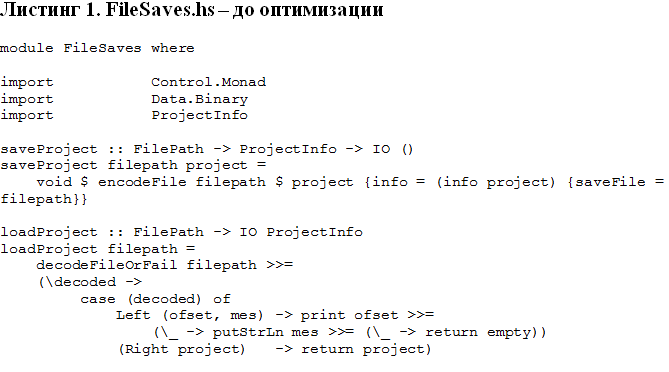 Листинг 1. FileSaves.hs – до оптимизации
module FileSaves where
import Control.Monad
import Data.Binary
import ProjectInfo
saveProject :: FilePath -> ProjectInfo -> IO ()
saveProject filepath project =
void $ encodeFile filepath $ project {info = (info project) {saveFile =
filepath}}
loadProject :: FilePath -> IO ProjectInfo
loadProject filepath =
decodeFileOrFail filepath >>=
(\decoded ->
case (decoded) of
Left (ofset, mes) -> print ofset >>=
(\_ -> putStrLn mes >>= (\_ -> return empty))
(Right project) -> return project)